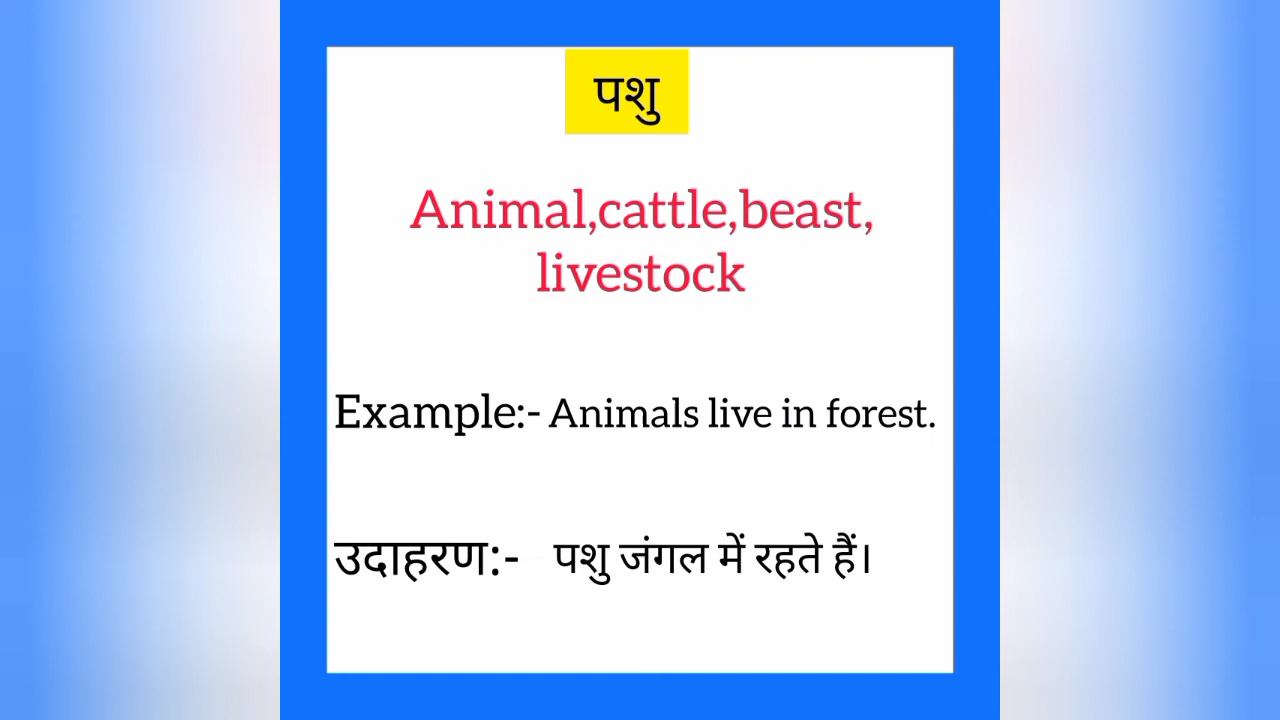 पशु
Animal,cattle,beast,
livestock
Example:- Animals live in forest.
उदाहरण:- पशु जंगल में रहते हैं।